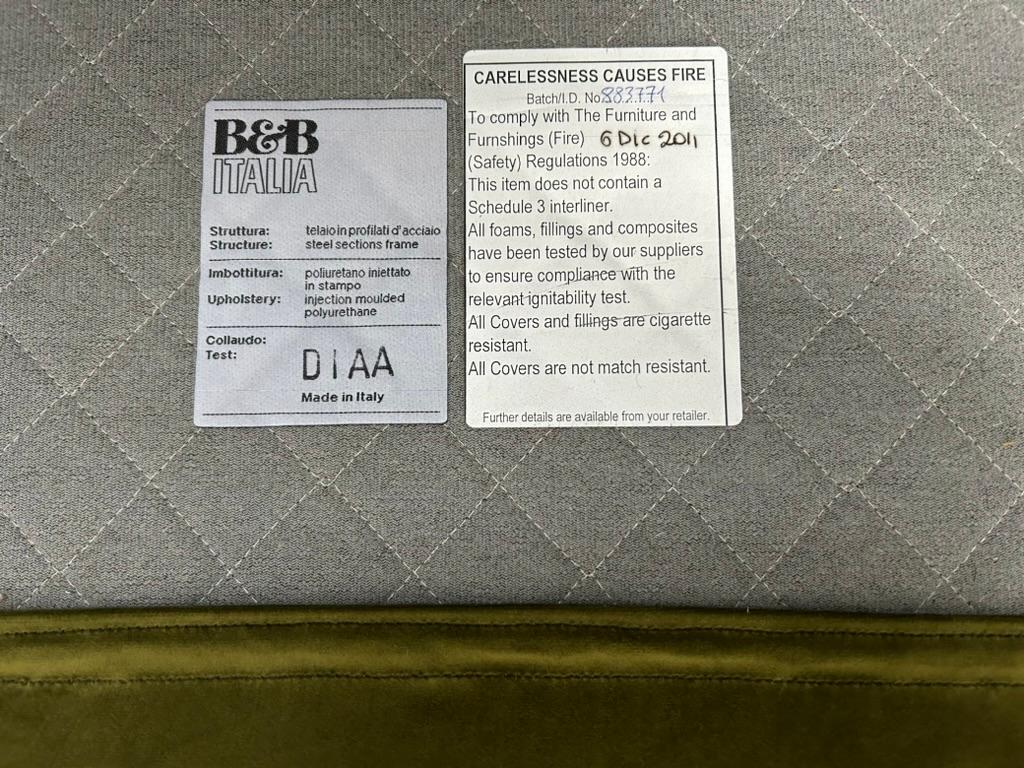 B&B
ITALIA
Struttura: telaio in profilati d'acciaio
Structure: steel sections frame
Imbottitura: poliuretano iniettato
in stampo
Upholstery: injection moulded
polyurethane
Collaudo:
Test:
DIAA
Made in Italy
CARELESSNESS CAUSES FIRE
Batch/I.D. No 883771
To comply with The Furniture and
Furnshings (Fire) 6 DIC 2011
(Safety) Regulations 1988:
This item does not contain a
Schedule 3 interliner.
All foams, fillings and composites
have been tested by our suppliers
to ensure compliance with the
relevant ignitability test.
All Covers and fillings are cigarette
resistant.
All Covers are not match resistant.
Further details are available from your retailer.